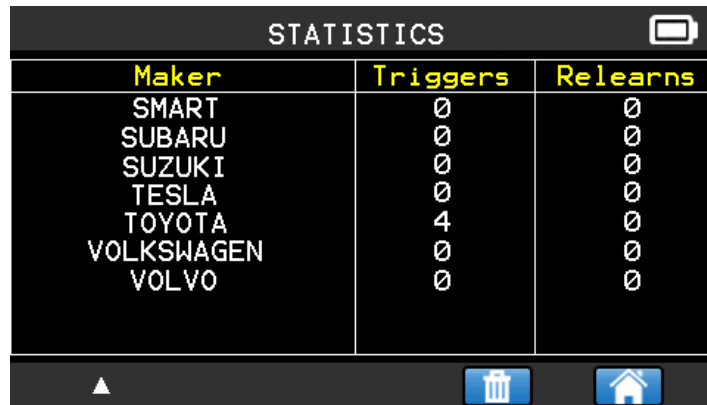 STATISTICS
Maker Triggers Relearns
SMART 0 0
SUBARU 0 0
SUZUKI 0 0
TESLA 0 0
TOYOTA 4 0
VOLKSWAGEN 0 0
VOLVO 0 0